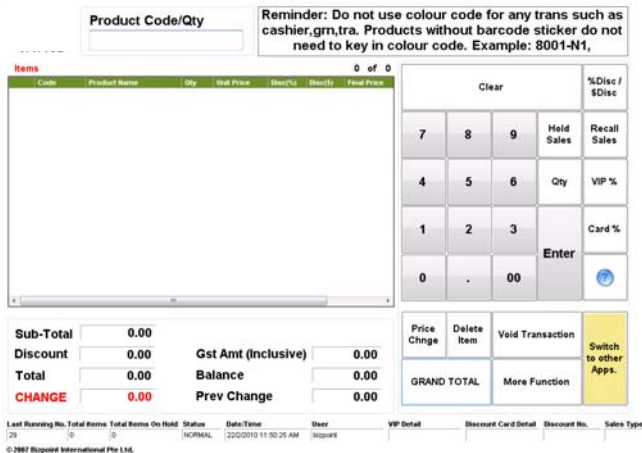 Product Code/Qty
Reminder: Do not use colour code for any trans such as
cashier,grn,tra. Products without barcode sticker do not
need to key in colour code. Example: 8001-N1,
Items
0 of 0
Code Product Name Qty Unit Price Disc(%) Disc($) Final Price
Clear
%Disc /
$Disc
7 8 9 Hold
Sales
Recall
Sales
4 5 6 Qty VIP %
1 2 3 Enter Card %
0 . 00 ?
Sub-Total 0.00
Discount 0.00 Gst Amt (Inclusive) 0.00
Total 0.00 Balance 0.00
CHANGE 0.00 Prev Change 0.00
Price
Chnge
Delete
Item
Void Transaction
Switch
to other
Apps.
GRAND TOTAL More Function
Last Running No. Total items Total Items On Hold Status Date/Time User VIP Detail Discount Card Detail Discount No. Sales Type
29 0 0 NORMAL 22/2/2010 11:50:25 AM bizpoint
© 2007 Bizpoint International Pte Ltd.